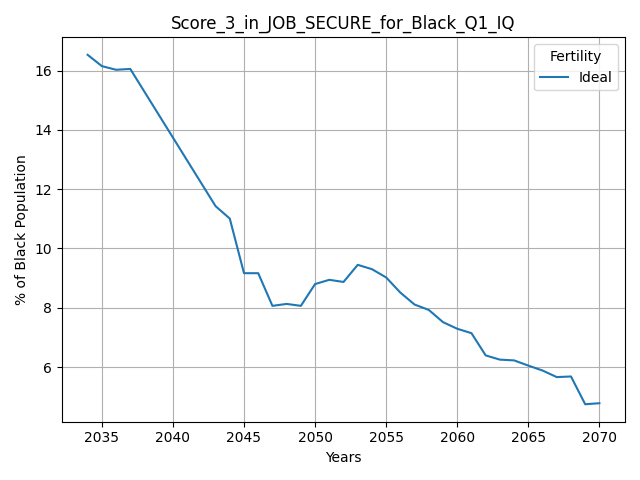 Score_3_in_JOB_SECURE_for_Black_Q1_IQ
Fertility
Ideal
% of Black Population
16
14
12
10
8
6
2035 2040 2045 2050 2055 2060 2065 2070
Years